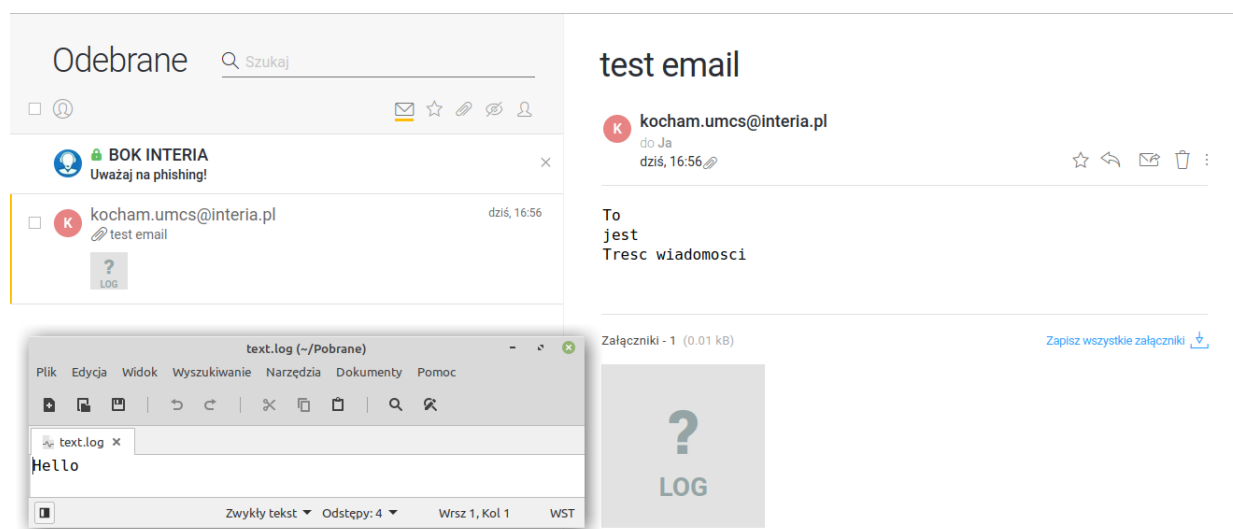 Odebrane
Szukaj
BOK INTERIA
Uważaj na phishing!
K
kocham.umcs@interia.pl
dziś, 16:56
test email
?
LOG
test email
K
kocham.umcs@interia.pl
do Ja
dziś, 16:56
To
jest
Tresc wiadomosci
Załączniki - 1 (0.01 kB)
Zapisz wszystkie załączniki
?
LOG
text.log (~/Pobrane)
Plik Edycja Widok Wyszukiwanie Narzędzia Dokumenty Pomoc
text.log
Hello
Zwykły tekst Odstępy: 4 Wrsz 1, Kol 1 WST